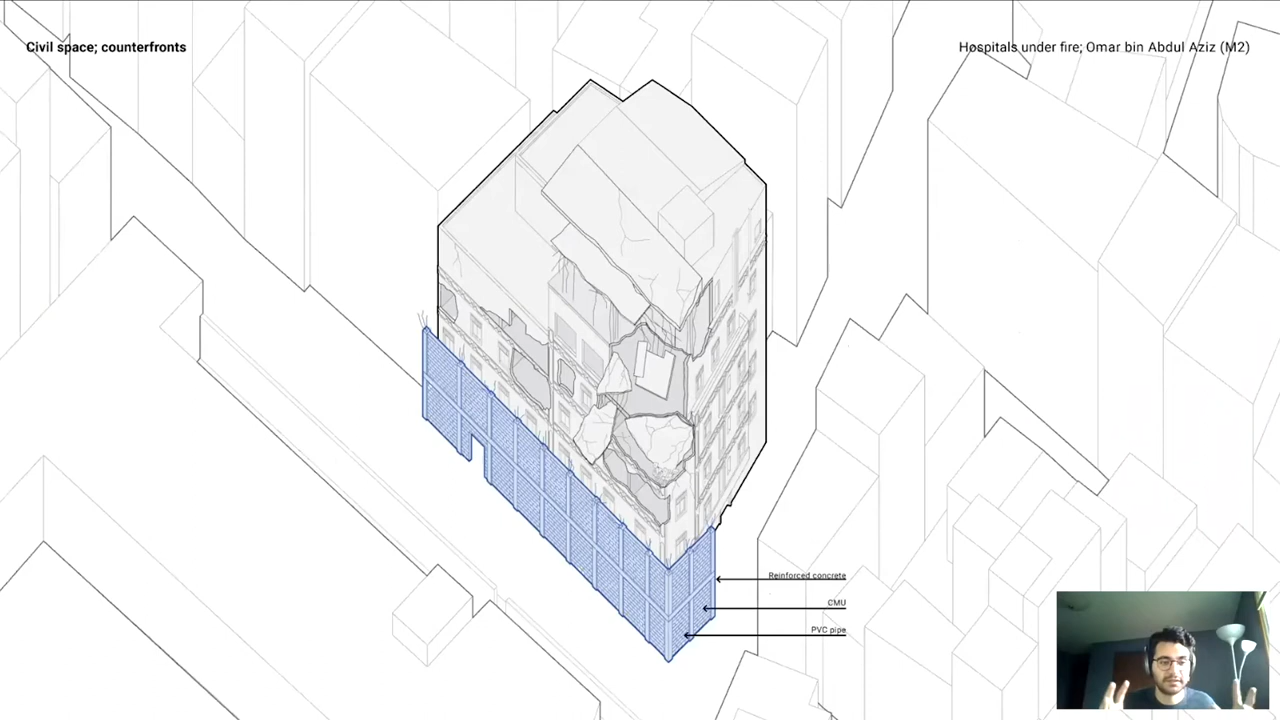 Civil space; counterfronts
Hospitals under fire; Omar bin Abdul Aziz (M2)
Reinforced concrete
CMU
PVC pipe